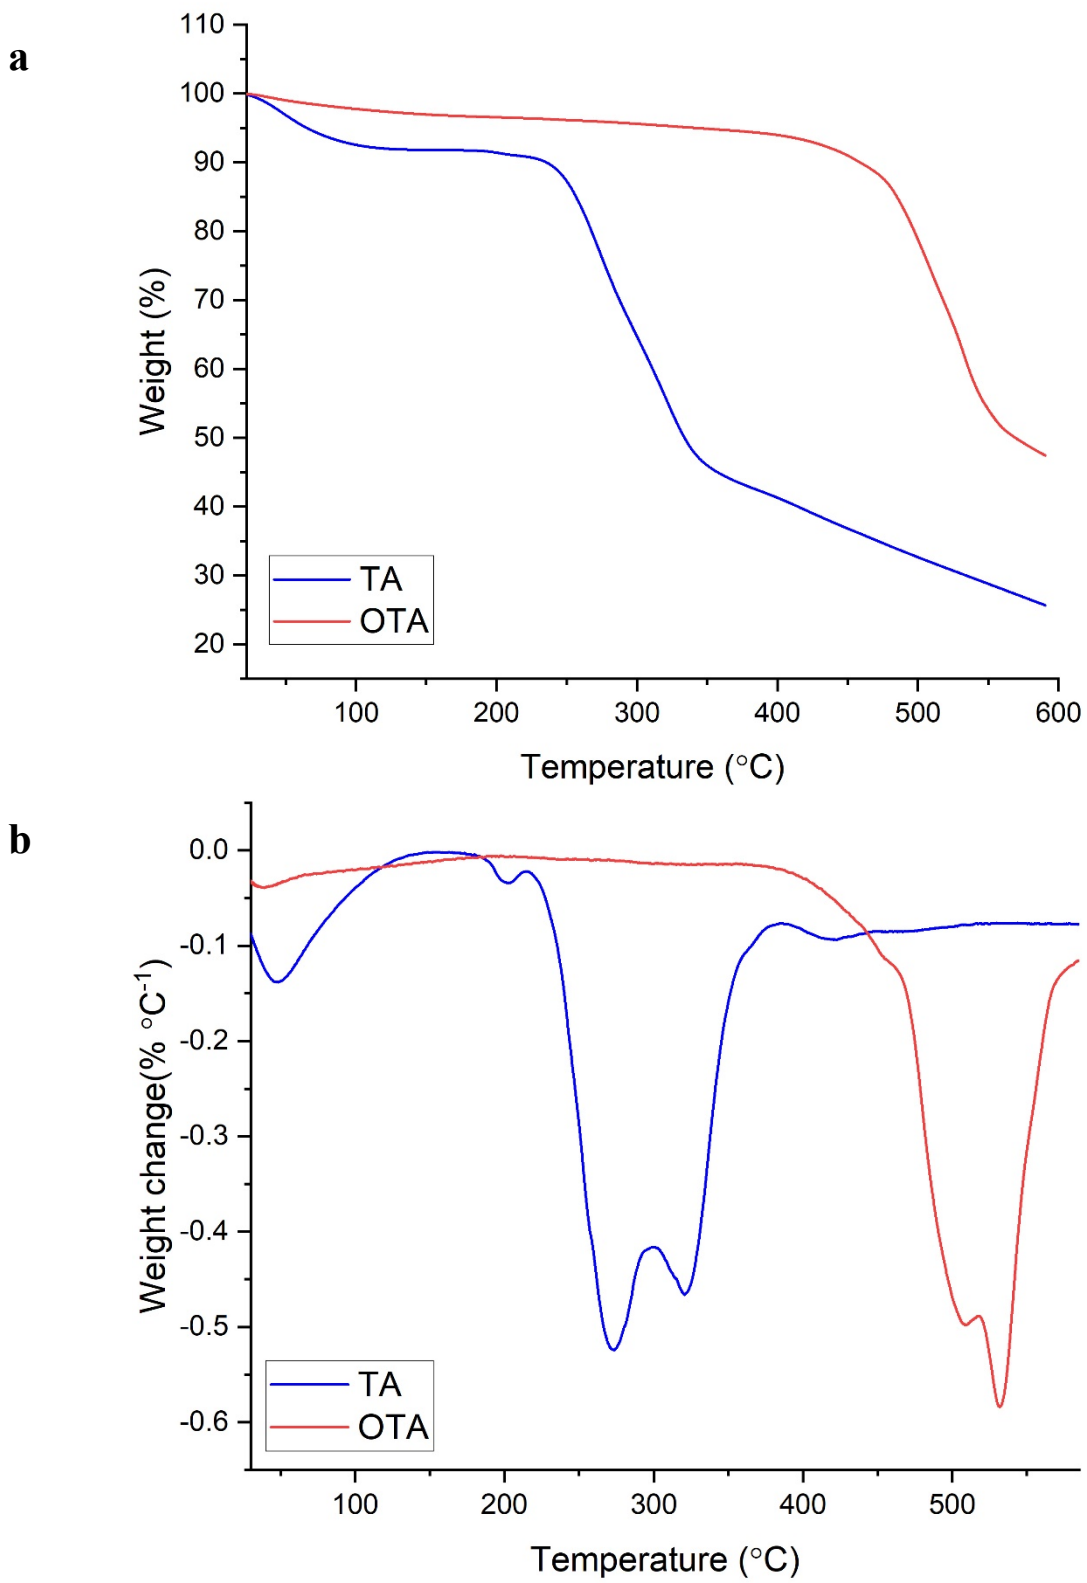 a
110
100
90
80
70
60
50
40
30
20
Weight (%)
TA
OTA
100 200 300 400 500 600
Temperature (°C)
b
0.0
-0.1
-0.2
-0.3
-0.4
-0.5
-0.6
Weight change(% °C⁻¹)
TA
OTA
100 200 300 400 500
Temperature (°C)